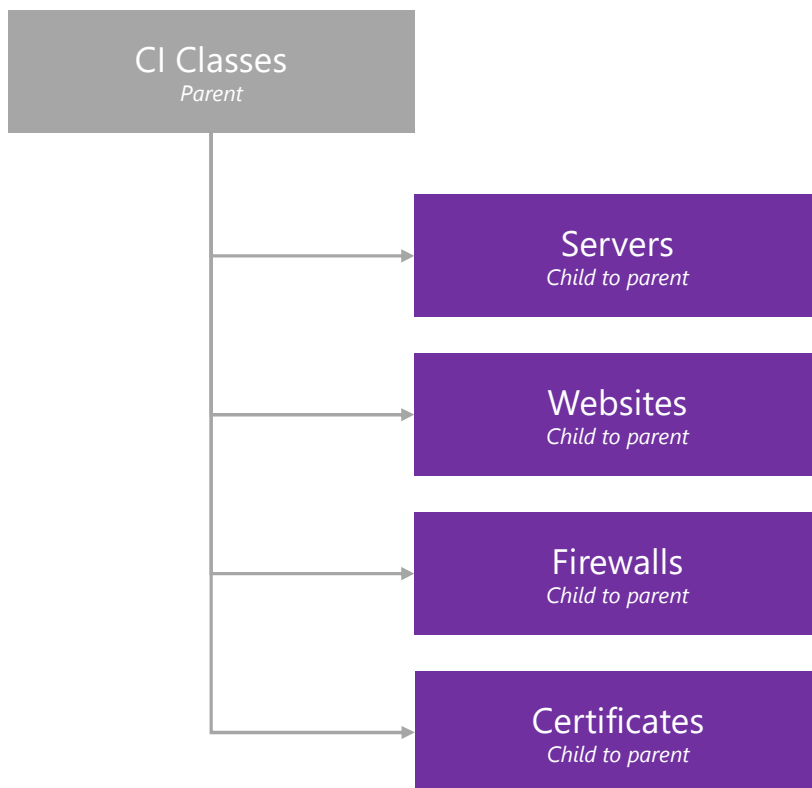 CI Classes
Parent
Servers
Child to parent
Websites
Child to parent
Firewalls
Child to parent
Certificates
Child to parent